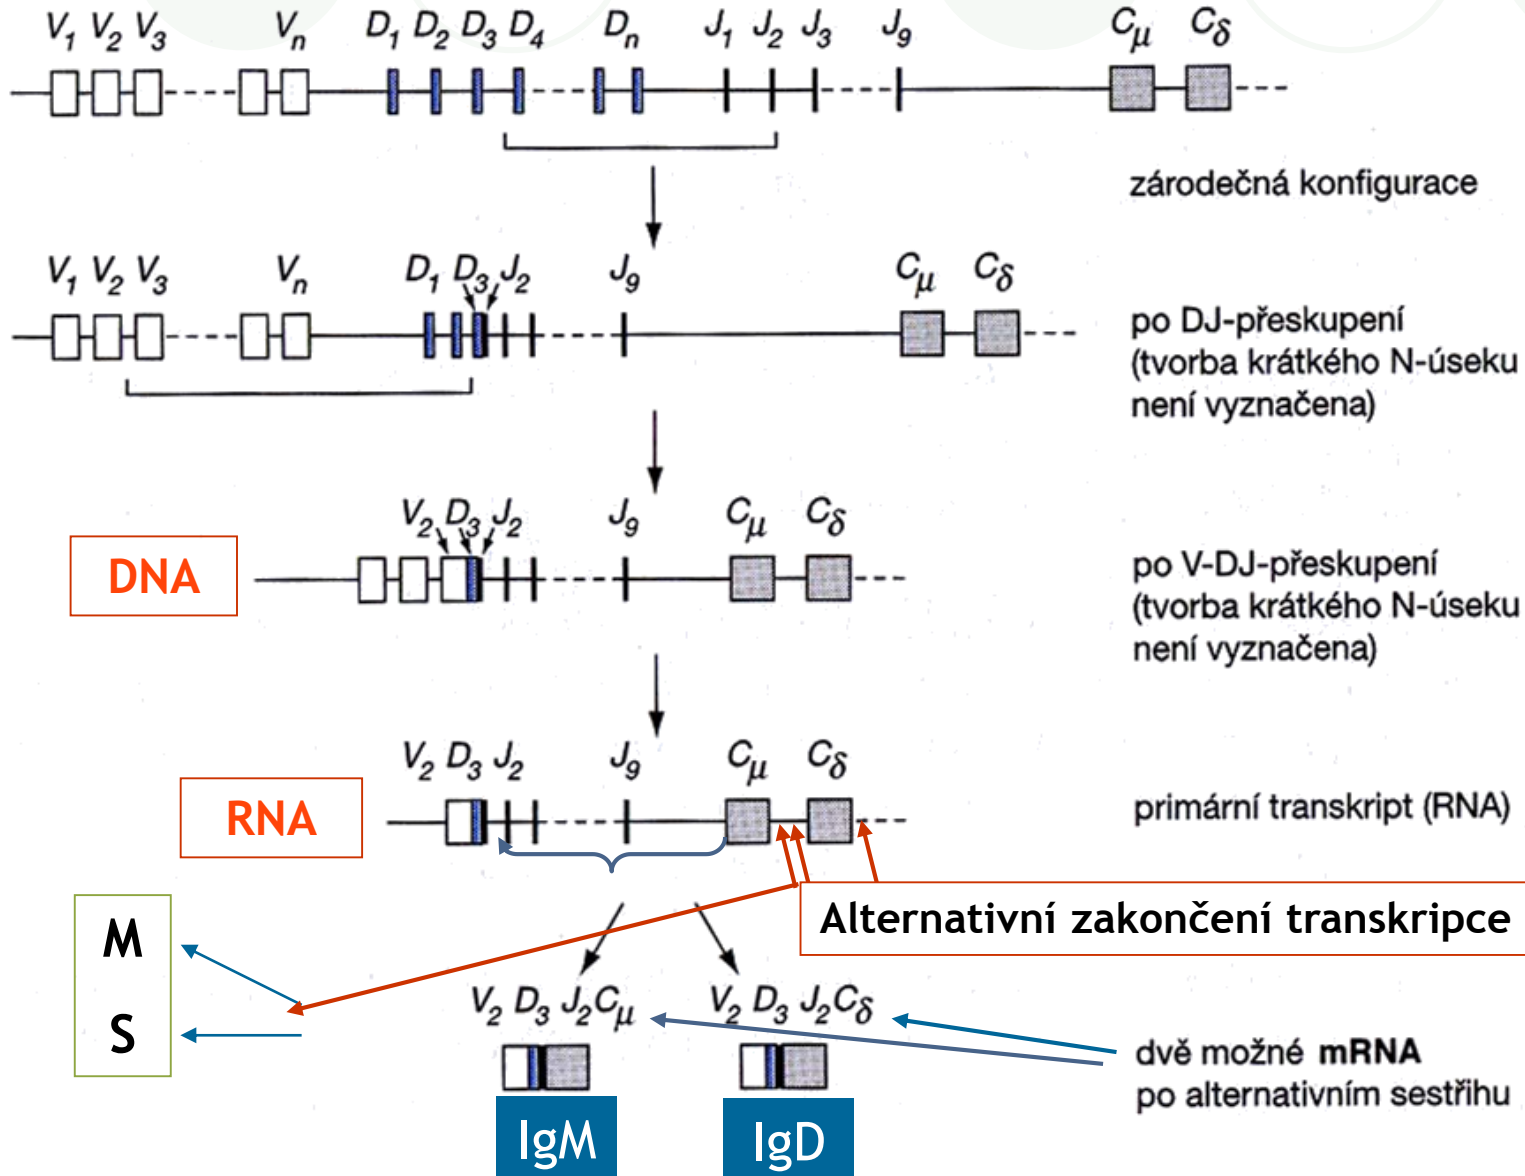 V1 V2 V3 Vn D1 D2 D3 D4 Dn J1 J2 J3 J9 Cμ Cδ
zárodečná konfigurace
V1 V2 V3 Vn D1 D3 J2 J9 Cμ Cδ
po DJ-přeskupení
(tvorba krátkého N-úseku
není vyznačena)
V2 D3 J2 J9 Cμ Cδ
DNA
po V-DJ-přeskupení
(tvorba krátkého N-úseku
není vyznačena)
V2 D3 J2 J9 Cμ Cδ
RNA
primární transkript (RNA)
Alternativní zakončení transkripce
M
S
V2 D3 J2Cμ V2 D3 J2Cδ
dvě možné mRNA
po alternativním sestřihu
IgM IgD